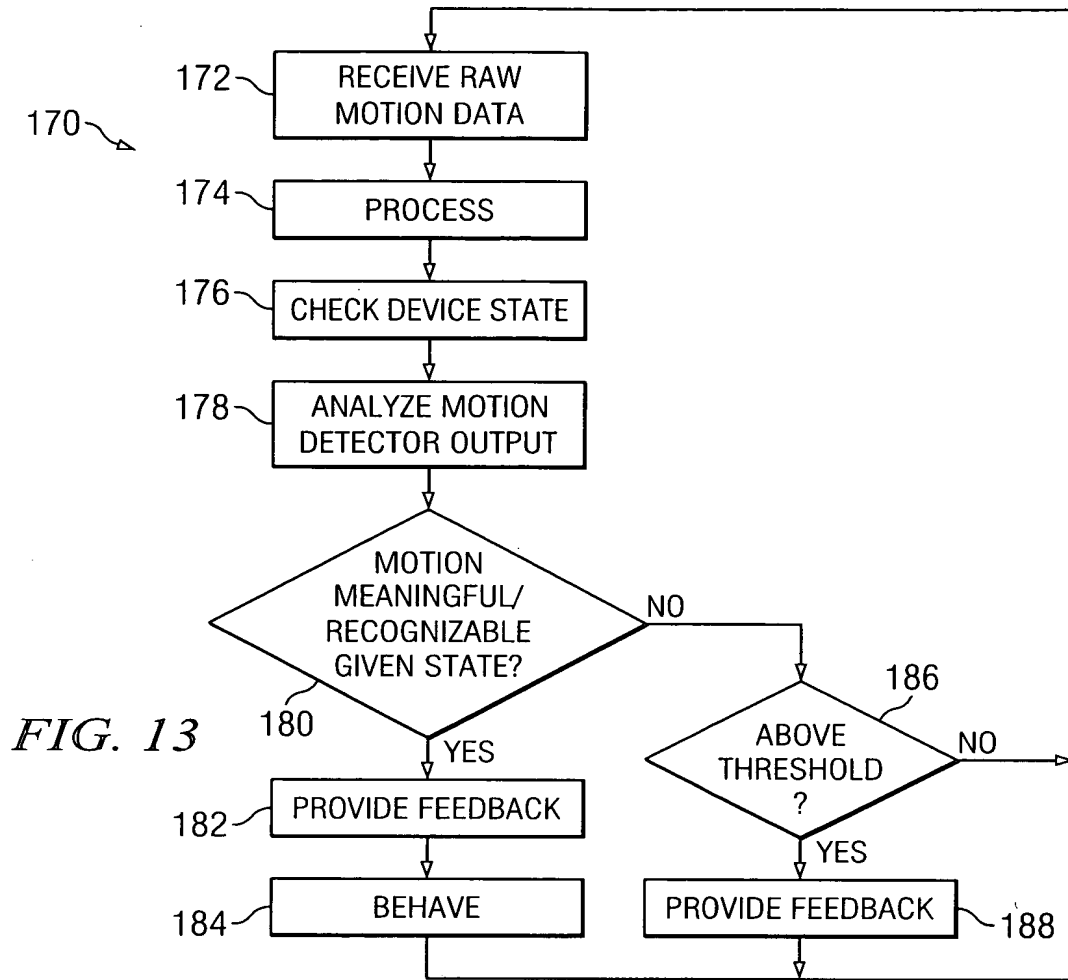 172
RECEIVE RAW
MOTION DATA
170
174
PROCESS
176
CHECK DEVICE STATE
178
ANALYZE MOTION
DETECTOR OUTPUT
MOTION
MEANINGFUL/
RECOGNIZABLE
GIVEN STATE?
NO
180
186
ABOVE
THRESHOLD
?
NO
FIG. 13
YES
YES
182
PROVIDE FEEDBACK
184
BEHAVE
PROVIDE FEEDBACK
188